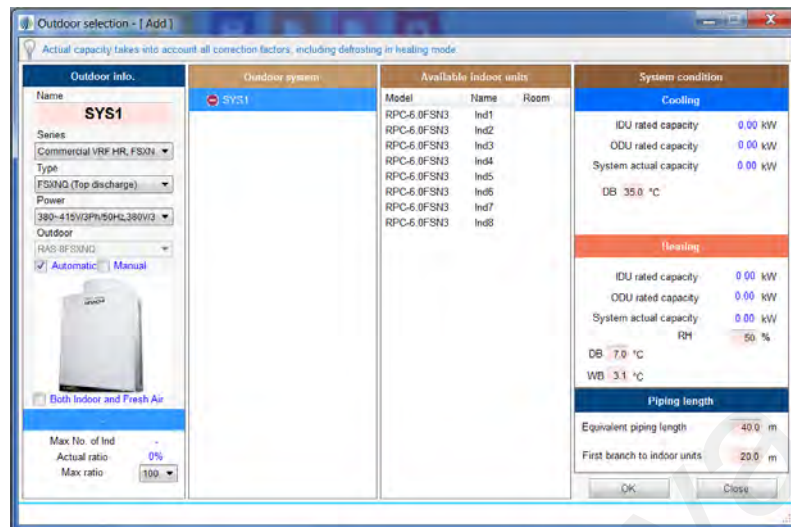 Outdoor selection - [ Add ]
Actual capacity takes into account all correction factors, including defrosting in heating mode
Outdoor info.
Name
SYS1
Series
Commercial VRF HR, FSXN
Type
FSXNQ (Top discharge)
Power
380~415V/3Ph/50Hz,380V/3
Outdoor
RAS-8FSXNQ
Automatic Manual
HITACHI
Both Indoor and Fresh Air
Max No. of Ind -
Actual ratio 0%
Max ratio 100
Outdoor system
SYS1
Available indoor units
Model Name Room
RPC-6.0FSN3 Ind1
RPC-6.0FSN3 Ind2
RPC-6.0FSN3 Ind3
RPC-6.0FSN3 Ind4
RPC-6.0FSN3 Ind5
RPC-6.0FSN3 Ind6
RPC-6.0FSN3 Ind7
RPC-6.0FSN3 Ind8
System condition
Cooling
IDU rated capacity 0.00 kW
ODU rated capacity 0.00 kW
System actual capacity 0.00 kW
DB 35.0 °C
Heating
IDU rated capacity 0.00 kW
ODU rated capacity 0.00 kW
System actual capacity 0.00 kW
RH 50 %
DB 7.0 °C
WB 3.1 °C
Piping length
Equivalent piping length 40.0 m
First branch to indoor units 20.0 m
OK Close